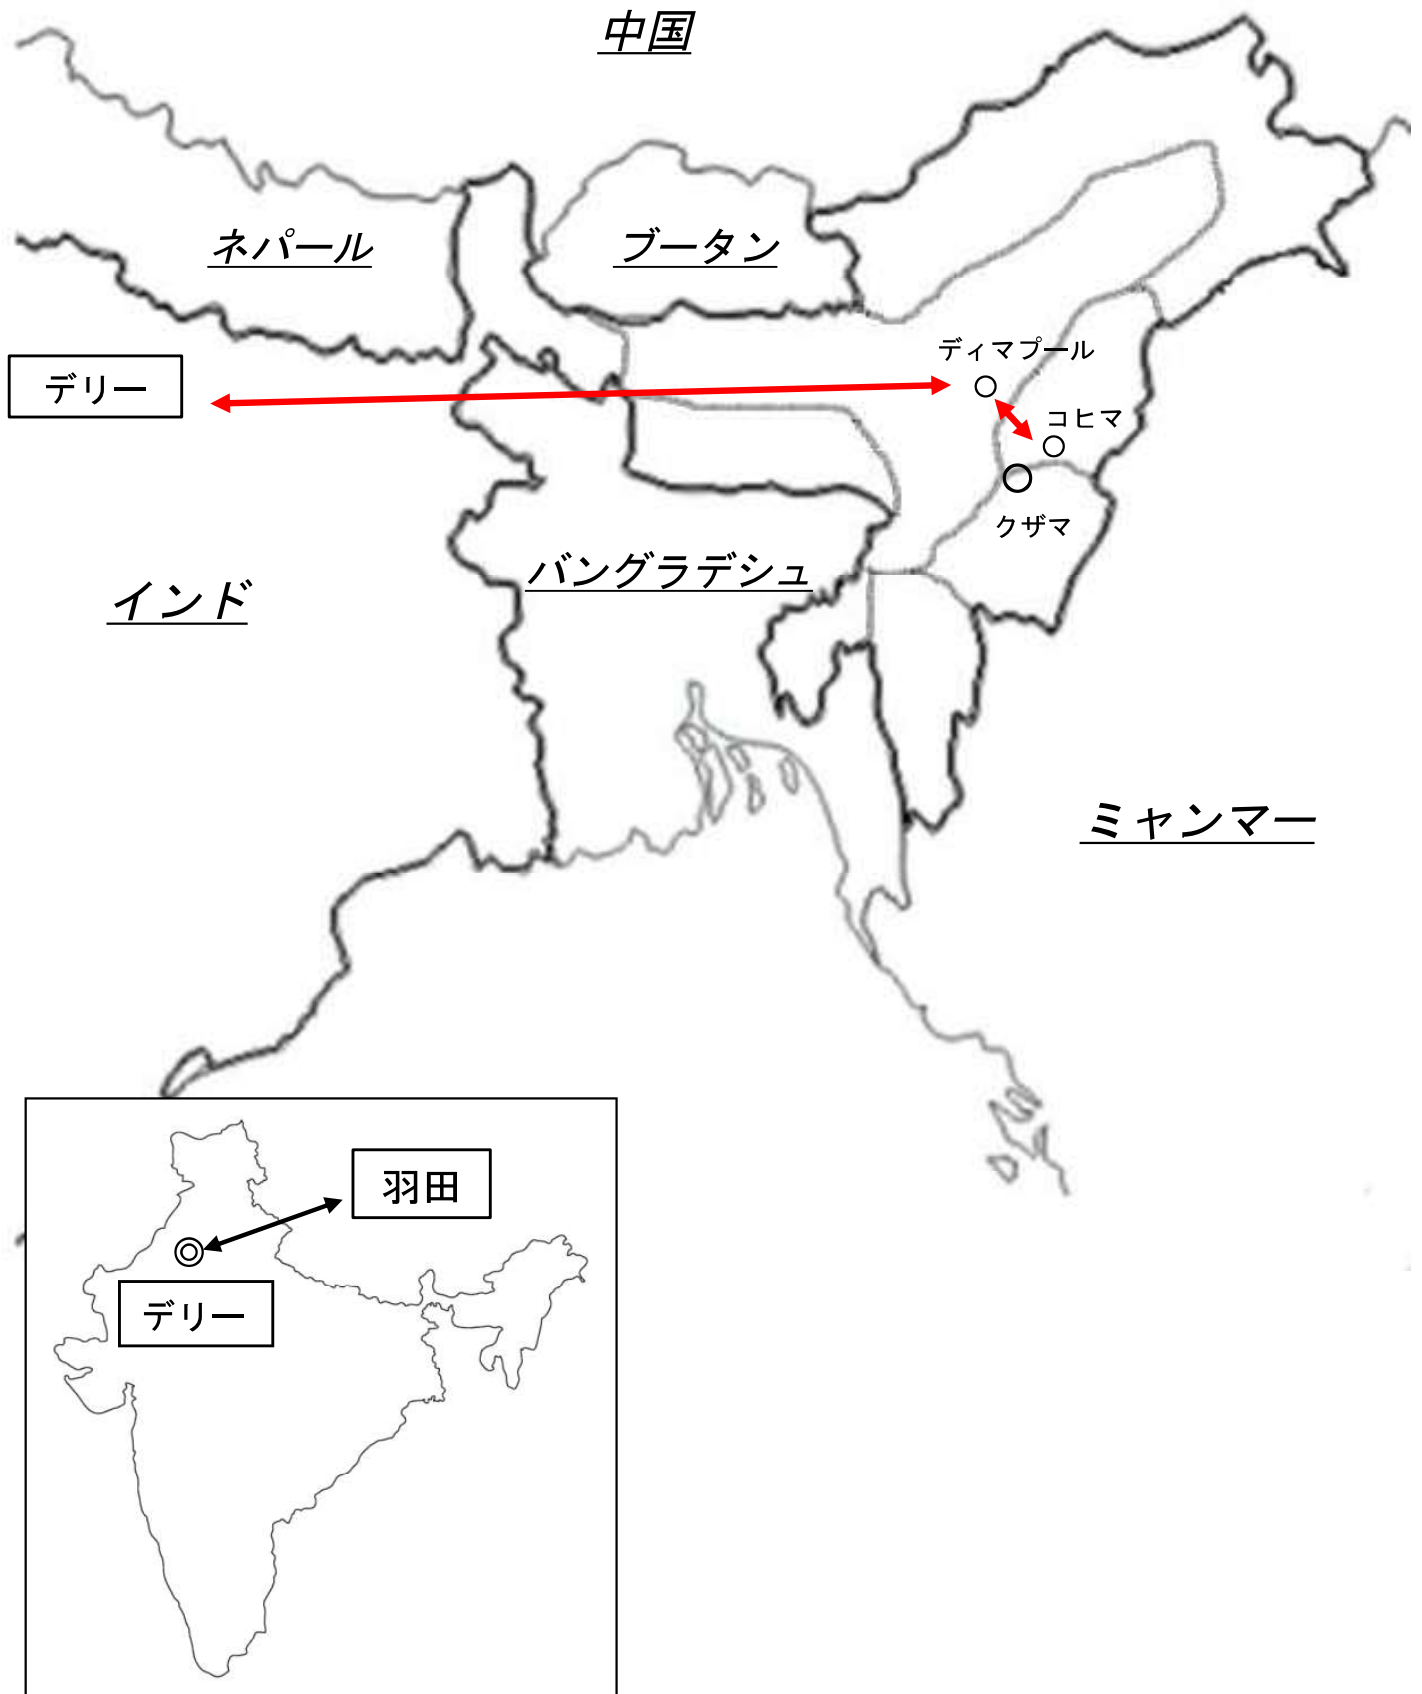 中国
ネパール
ブータン
ディマプール
デリー
コヒマ
クザマ
バングラデシュ
インド
ミャンマー
羽田
デリー